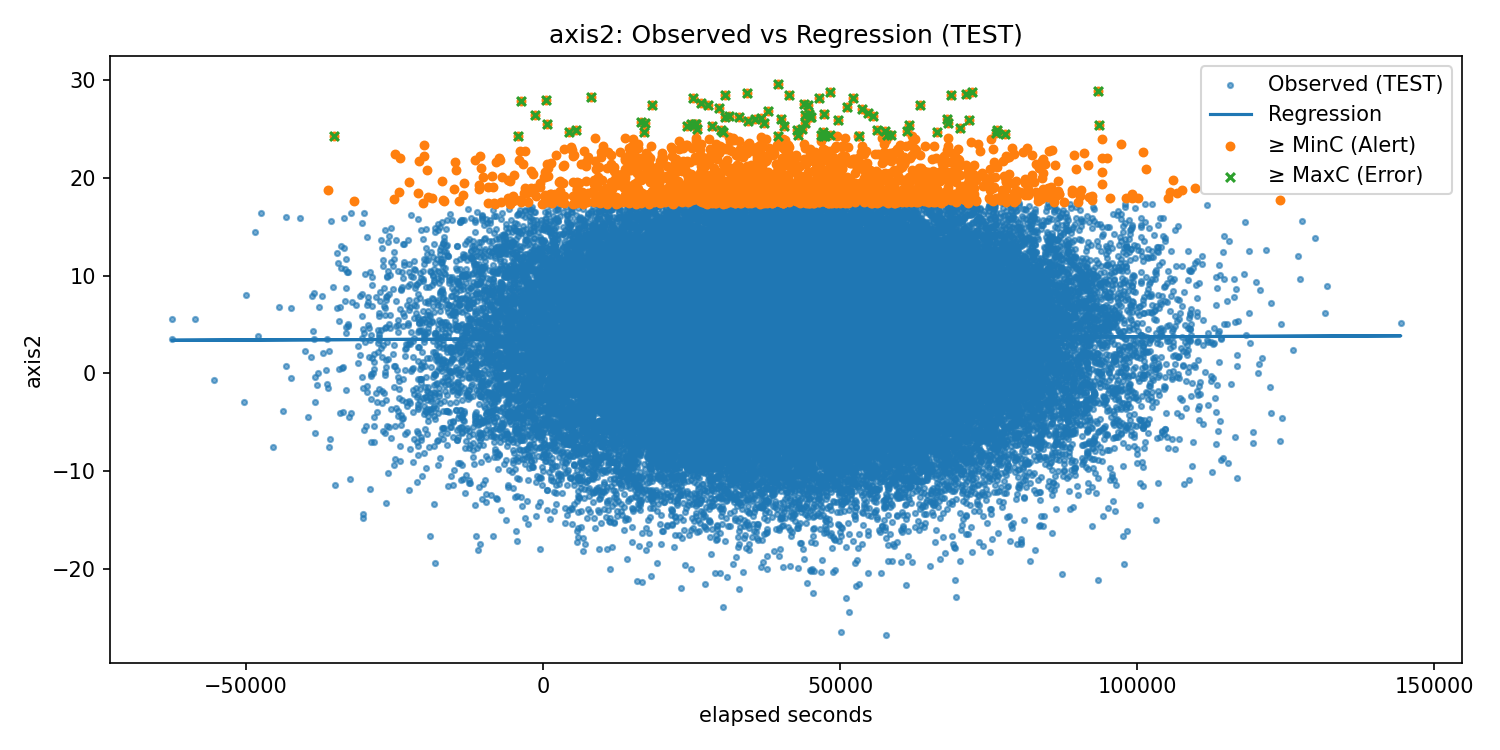 axis2: Observed vs Regression (TEST)
Observed (TEST)
Regression
≥ MinC (Alert)
≥ MaxC (Error)
30
20
10
0
−10
−20
axis2
−50000 0 50000 100000 150000
elapsed seconds